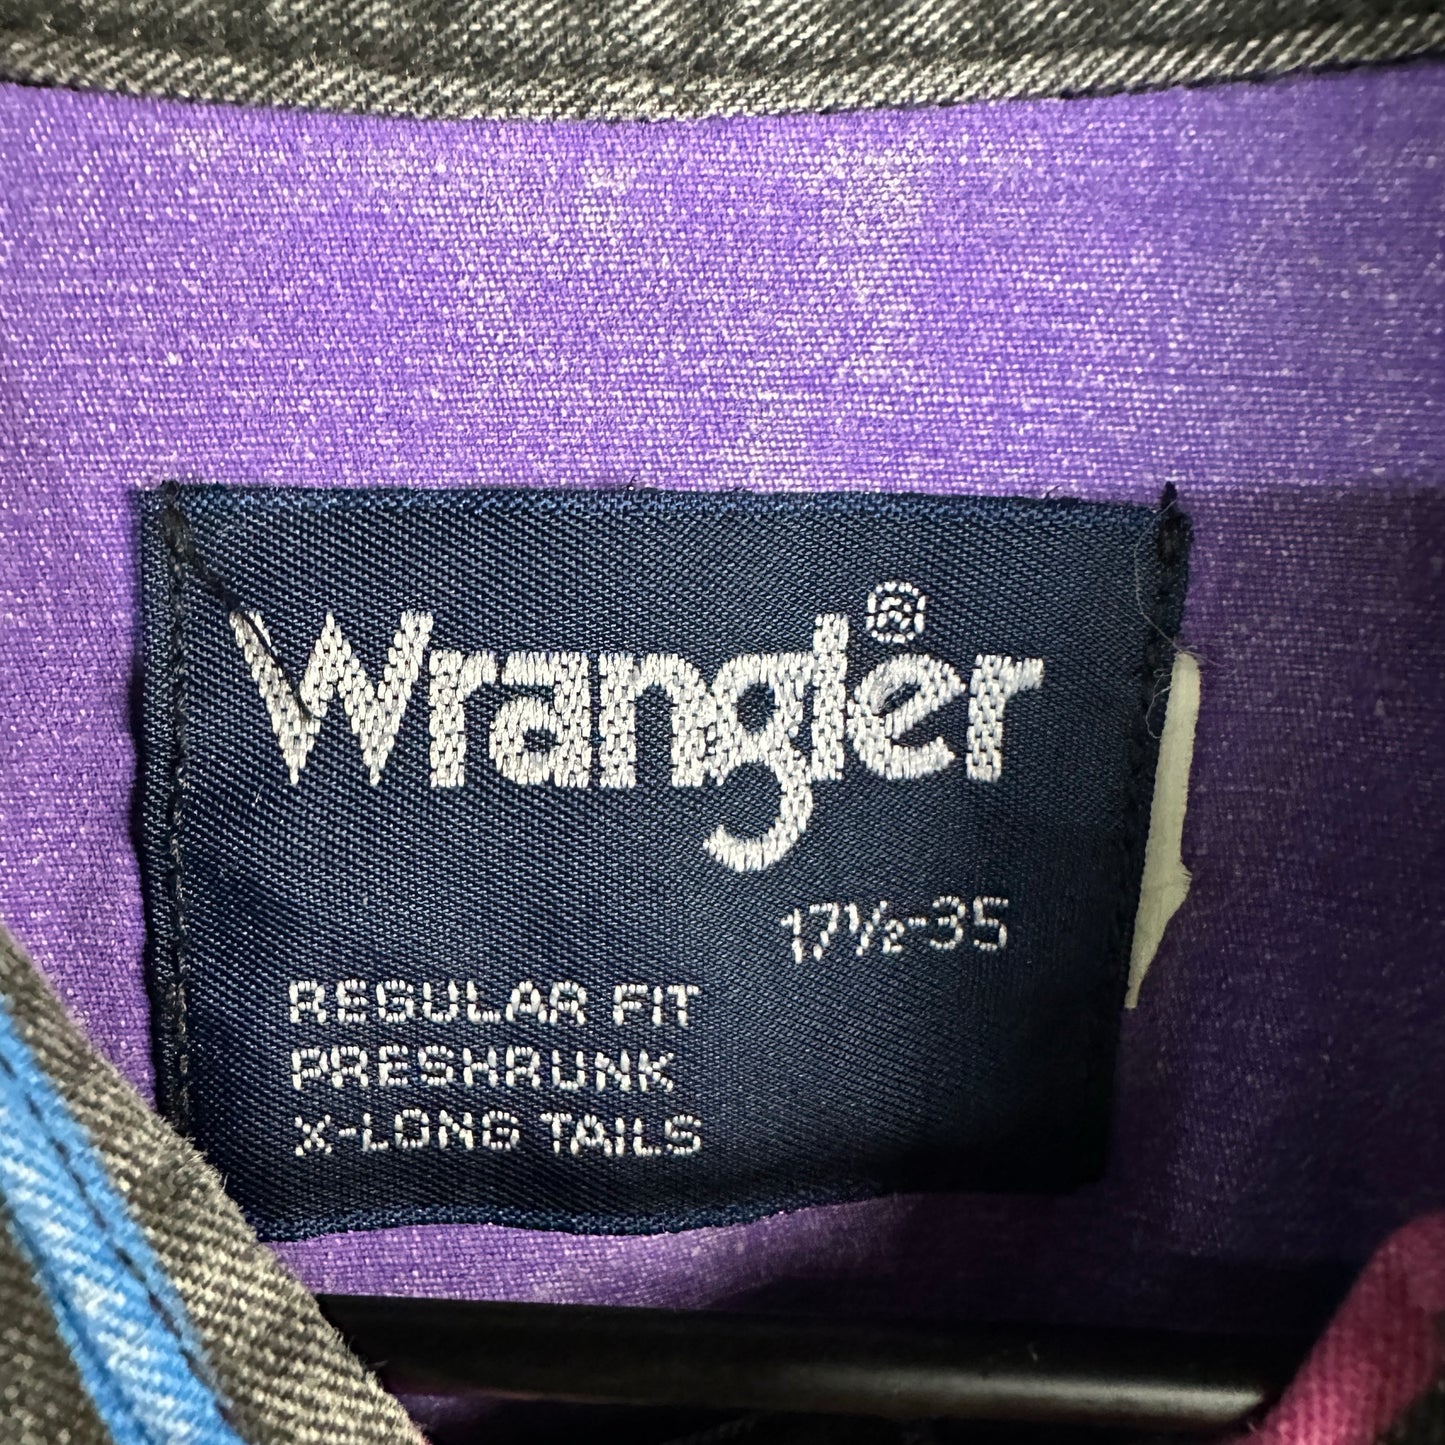 Wrangler®
17½-35
REGULAR FIT
PRESHRUNK
X-LONG TAILS